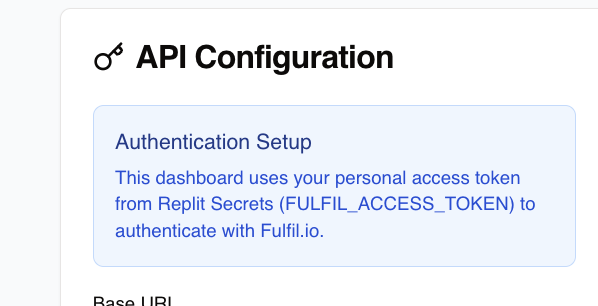 API Configuration
Authentication Setup
This dashboard uses your personal access token
from Replit Secrets (FULFIL_ACCESS_TOKEN) to
authenticate with Fulfil.io.
Base URL